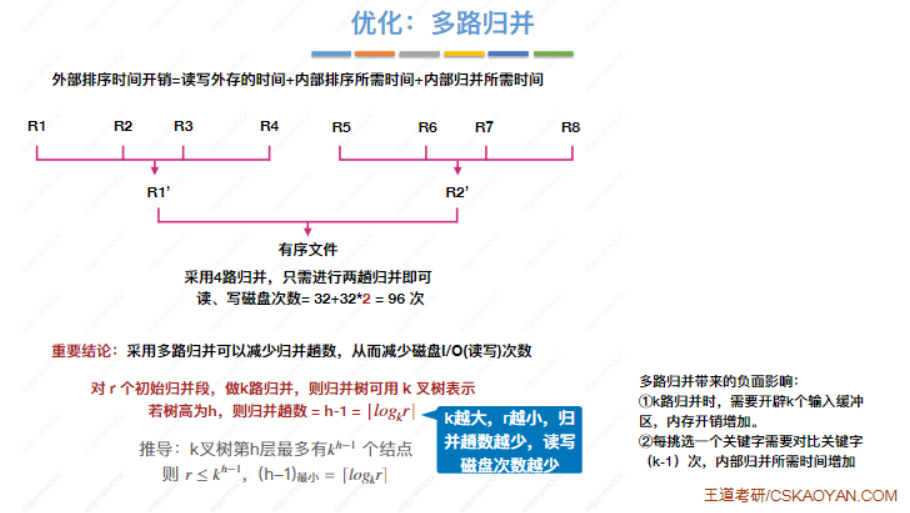 优化：多路归并
外部排序时间开销=读写外存的时间+内部排序所需时间+内部归并所需时间
R1 R2 R3 R4 R5 R6 R7 R8
R1’ R2’
有序文件
采用4路归并，只需进行两趟归并即可
读、写磁盘次数= 32+32*2 = 96 次
重要结论：采用多路归并可以减少归并趟数，从而减少磁盘I/O(读写)次数
对 r 个初始归并段，做k路归并，则归并树可用 k 叉树表示
若树高为h，则归并趟数 = h-1 = ⌈logₖr⌉
推导：k叉树第h层最多有kʰ⁻¹ 个结点
则 r ≤ kʰ⁻¹，(h−1)最小 = ⌈logₖr⌉
k越大，r越小，归
并趟数越少，读写
磁盘次数越少
多路归并带来的负面影响：
①k路归并时，需要开辟k个输入缓冲
区，内存开销增加。
②每挑选一个关键字需要对比关键字
（k-1）次，内部归并所需时间增加
王道考研/CSKAOYAN.COM